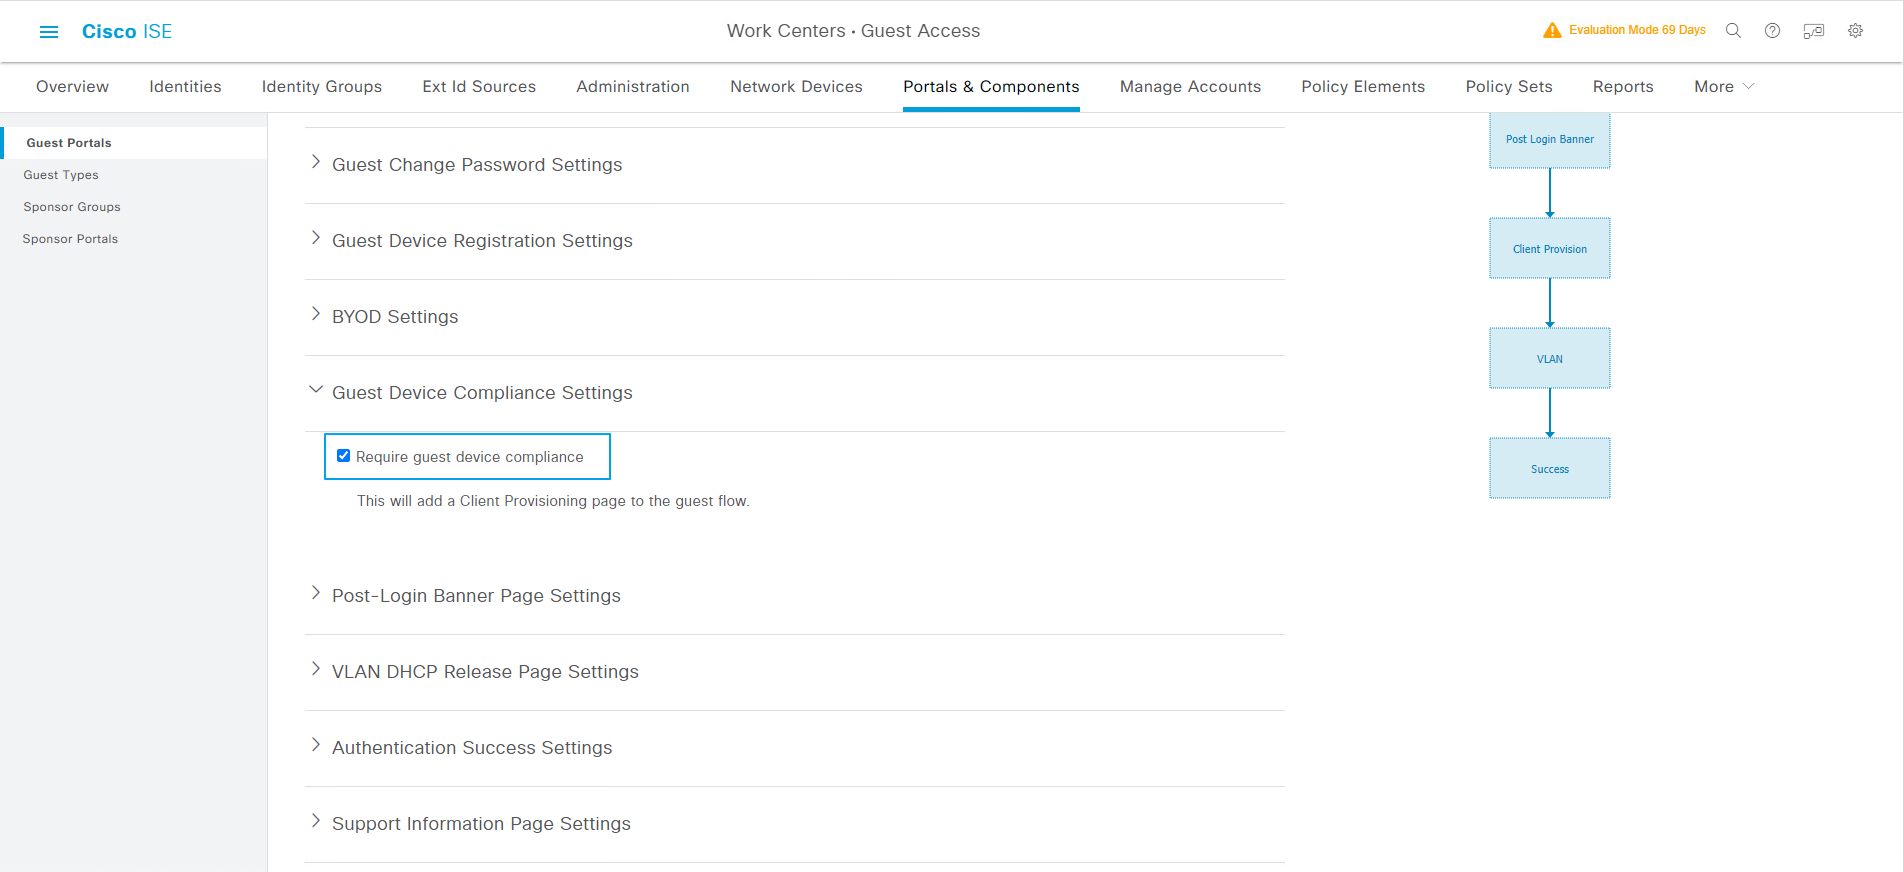 Cisco ISE
Work Centers · Guest Access
Evaluation Mode 69 Days
Overview
Identities
Identity Groups
Ext Id Sources
Administration
Network Devices
Portals & Components
Manage Accounts
Policy Elements
Policy Sets
Reports
More
Guest Portals
Guest Types
Sponsor Groups
Sponsor Portals
Guest Change Password Settings
Guest Device Registration Settings
BYOD Settings
Guest Device Compliance Settings
Require guest device compliance
This will add a Client Provisioning page to the guest flow.
Post-Login Banner Page Settings
VLAN DHCP Release Page Settings
Authentication Success Settings
Support Information Page Settings
Post Login Banner
Client Provision
VLAN
Success